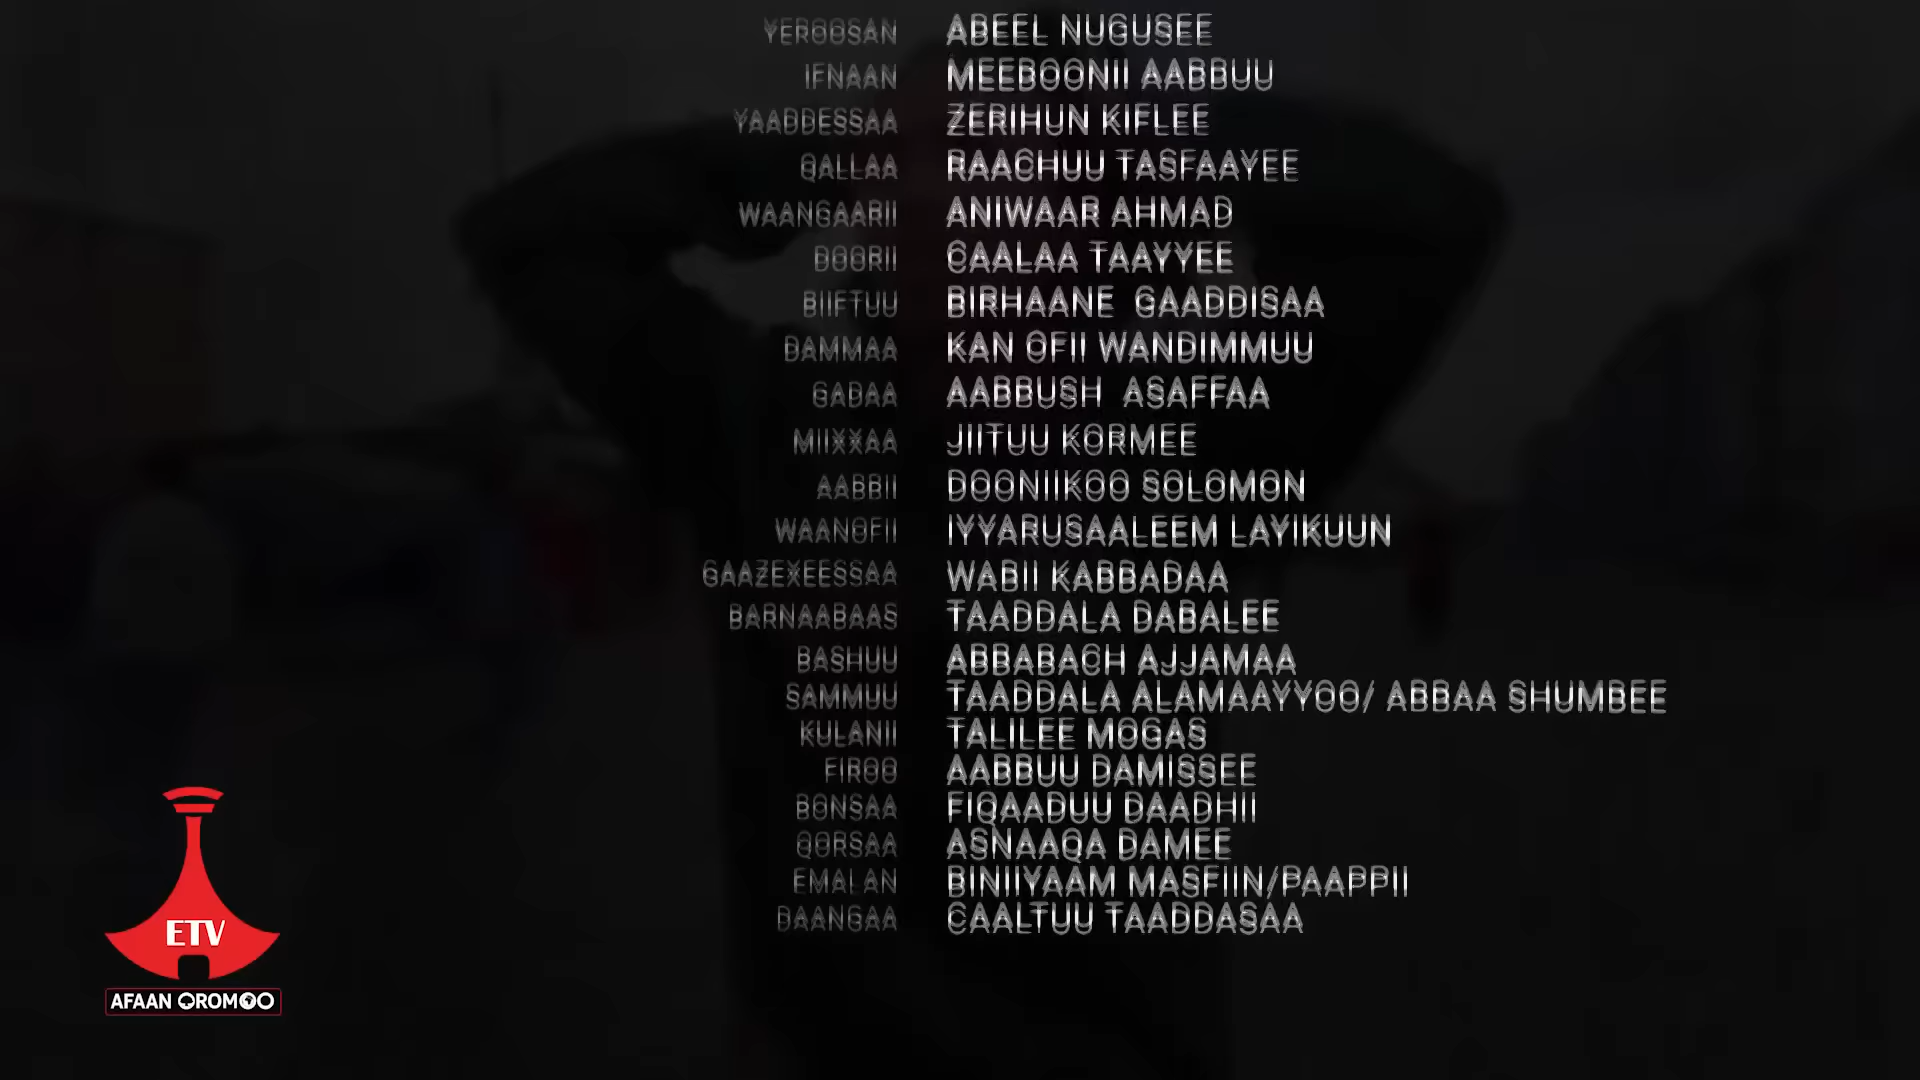 YEROOSAN ABEEL NUGUSEE
IFNAAN MEEBOONII AABBUU
YAADDESSAA ZERIHUN KIFLEE
QALLAA RAACHUU TASFAAYEE
WAANGAARII ANIWAAR AHMAD
DOORII CAALAA TAAYYEE
BIIFTUU BIRHAANE GAADDISAA
DAMMAA KAN OFII WANDIMMUU
GADAA AABBUSH ASAFFAA
MIIXXAA JIITUU KORMEE
AABBII DOONIIKOO SOLOMON
WAANOFII IYYARUSAALEEM LAYIKUUN
GAAZEXEESSAA WABII KABBADAA
BARNAABAAS TAADDALA DABALEE
BASHUU ABBABACH AJJAMAA
SAMMUU TAADDALA ALAMAAYYOO/ ABBAA SHUMBEE
KULANII TALILEE MOGAS
FIROO AABBUU DAMISSEE
BONSAA FIQAADUU DAADHII
QORSAA ASNAAQA DAMEE
EMALAN BINIIYAAM MASFIIN/PAAPPII
DAANGAA CAALTUU TAADDASAA
ETV
AFAAN OROMOO